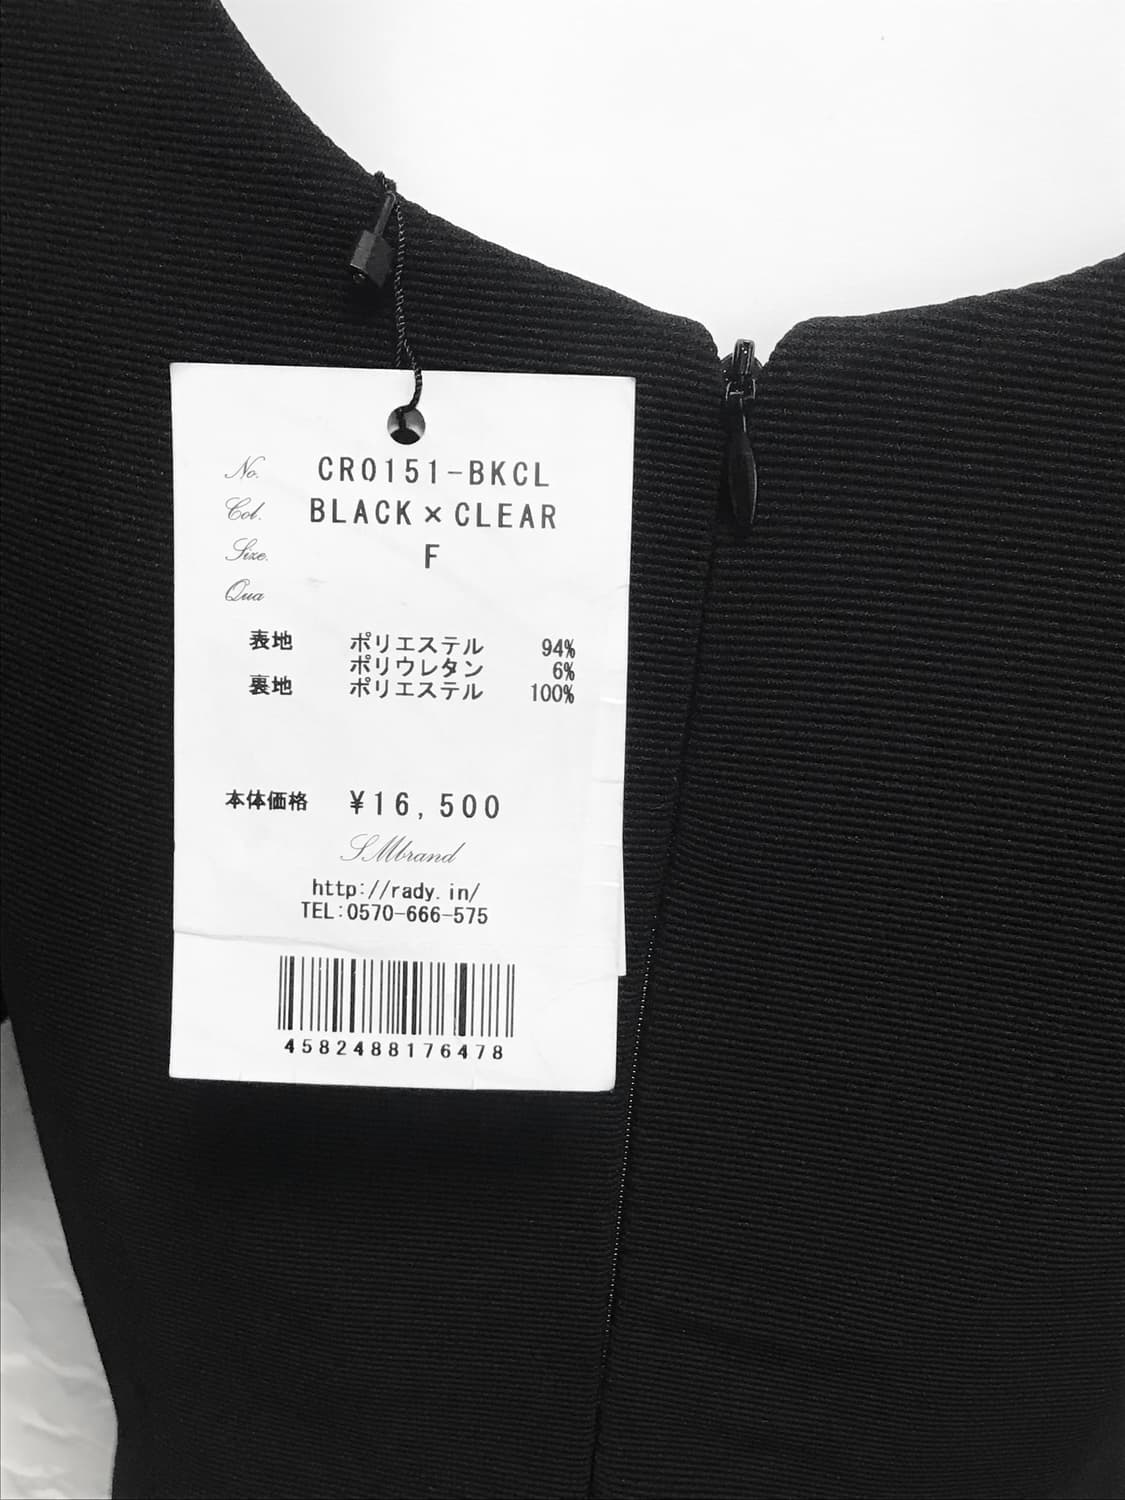 No. CR0151-BKCL
Col. BLACK×CLEAR
Size. F
Qua
表地 ポリエステル 94%
ポリウレタン 6%
裏地 ポリエステル 100%
本体価格 ¥16,500
SMbrand
http://rady.in/
TEL:0570-666-575
4582488176478